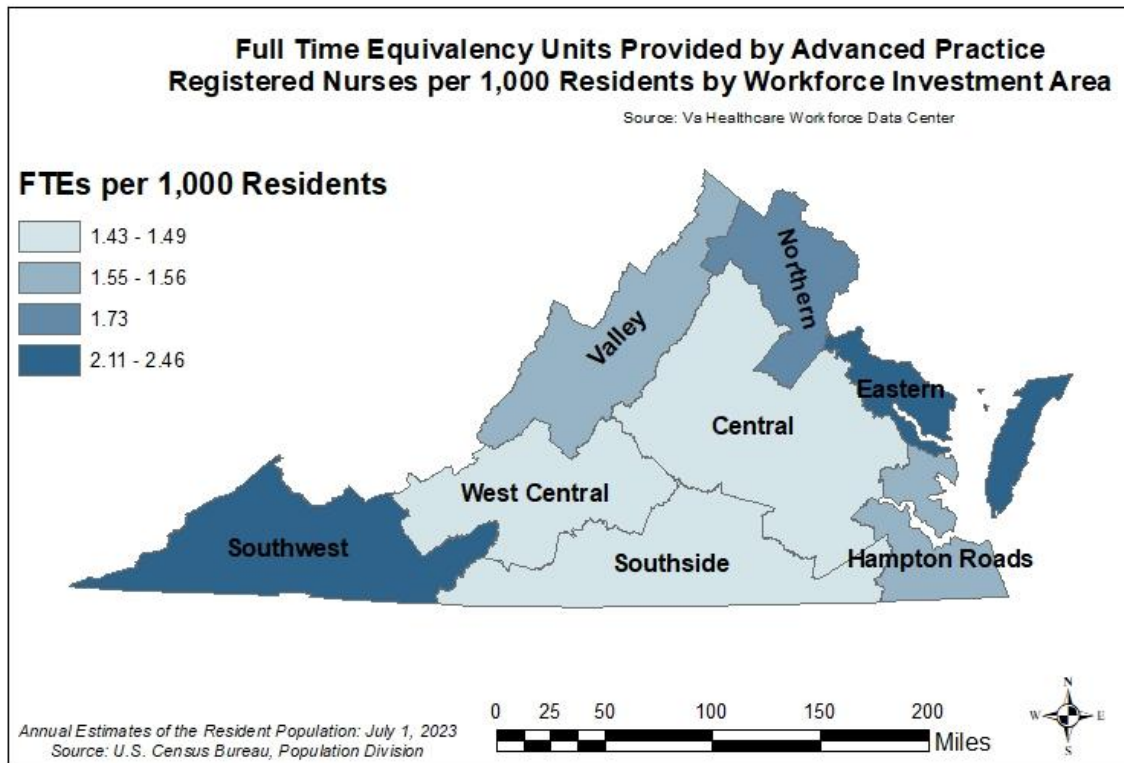 Full Time Equivalency Units Provided by Advanced Practice
Registered Nurses per 1,000 Residents by Workforce Investment Area
Source: Va Healthcare Workforce Data Center
FTEs per 1,000 Residents
1.43 - 1.49
1.55 - 1.56
1.73
2.11 - 2.46
Northern
Valley
Eastern
Central
West Central
Southwest
Southside
Hampton Roads
Annual Estimates of the Resident Population: July 1, 2023
Source: U.S. Census Bureau, Population Division
0 25 50 100 150 200
Miles
N
W E
S